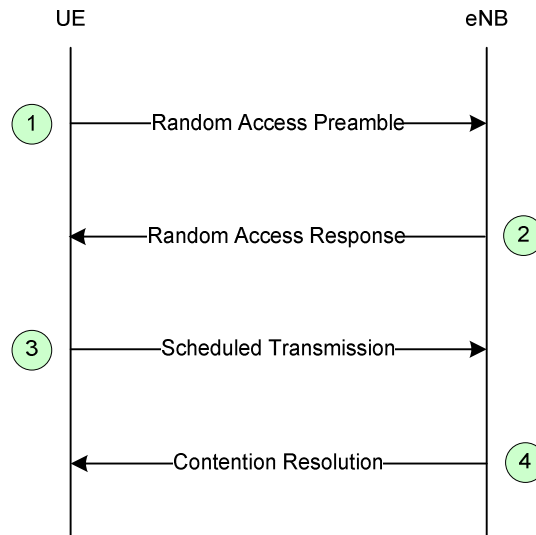 UE eNB
1 Random Access Preamble
Random Access Response 2
3 Scheduled Transmission
Contention Resolution 4